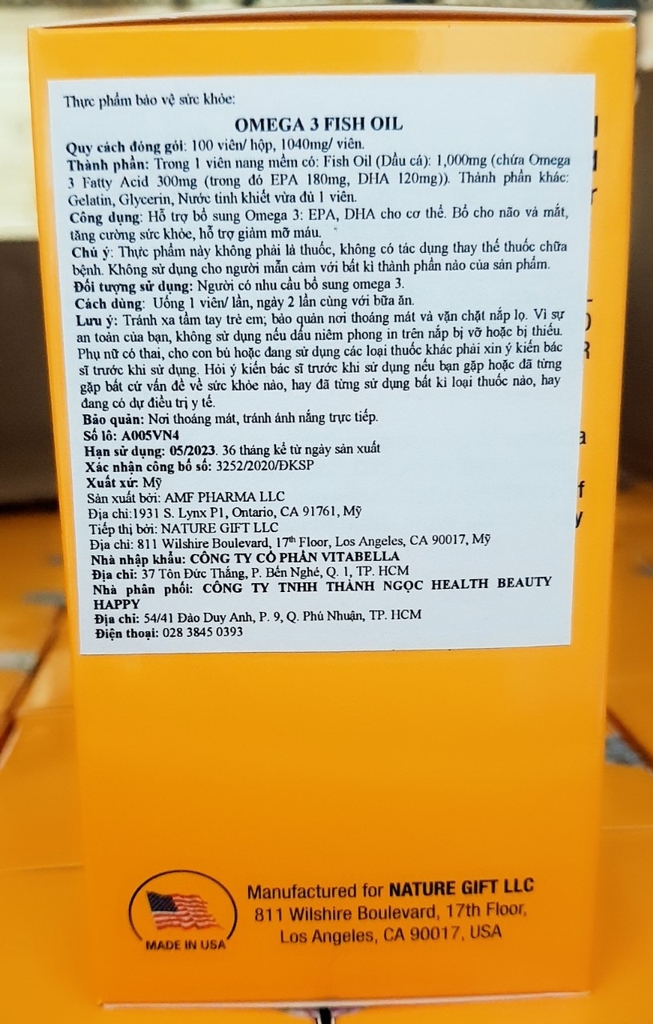 Thực phẩm bảo vệ sức khỏe:
OMEGA 3 FISH OIL
Quy cách đóng gói: 100 viên/ hộp, 1040mg/ viên.
Thành phần: Trong 1 viên nang mềm có: Fish Oil (Dầu cá): 1,000mg (chứa Omega
3 Fatty Acid 300mg (trong đó EPA 180mg, DHA 120mg)). Thành phần khác:
Gelatin, Glycerin, Nước tinh khiết vừa đủ 1 viên.
Công dụng: Hỗ trợ bổ sung Omega 3: EPA, DHA cho cơ thể. Bổ cho não và mắt,
tăng cường sức khỏe, hỗ trợ giảm mỡ máu.
Chú ý: Thực phẩm này không phải là thuốc, không có tác dụng thay thế thuốc chữa
bệnh. Không sử dụng cho người mẫn cảm với bất kì thành phần nào của sản phẩm.
Đối tượng sử dụng: Người có nhu cầu bổ sung omega 3.
Cách dùng: Uống 1 viên/ lần, ngày 2 lần cùng với bữa ăn.
Lưu ý: Tránh xa tầm tay trẻ em; bảo quản nơi thoáng mát và vặn chặt nắp lọ. Vì sự
an toàn của bạn, không sử dụng nếu dấu niêm phong in trên nắp bị vỡ hoặc bị thiếu.
Phụ nữ có thai, cho con bú hoặc đang sử dụng các loại thuốc khác phải xin ý kiến bác
sĩ trước khi sử dụng. Hỏi ý kiến bác sĩ trước khi sử dụng nếu bạn gặp hoặc đã từng
gặp bất cứ vấn đề về sức khỏe nào, hay đã từng sử dụng bất kì loại thuốc nào, hay
đang có dự điều trị y tế.
Bảo quản: Nơi thoáng mát, tránh ánh nắng trực tiếp.
Số lô: A005VN4
Hạn sử dụng: 05/2023. 36 tháng kể từ ngày sản xuất
Xác nhận công bố số: 3252/2020/ĐKSP
Xuất xứ: Mỹ
Sản xuất bởi: AMF PHARMA LLC
Địa chỉ:1931 S. Lynx P1, Ontario, CA 91761, Mỹ
Tiếp thị bởi: NATURE GIFT LLC
Địa chỉ: 811 Wilshire Boulevard, 17th Floor, Los Angeles, CA 90017, Mỹ
Nhà nhập khẩu: CÔNG TY CỔ PHẦN VITABELLA
Địa chỉ: 37 Tôn Đức Thắng, P. Bến Nghé, Q. 1, TP. HCM
Nhà phân phối: CÔNG TY TNHH THÀNH NGỌC HEALTH BEAUTY
HAPPY
Địa chỉ: 54/41 Đào Duy Anh, P. 9, Q. Phú Nhuận, TP. HCM
Điện thoại: 028 3845 0393
MADE IN USA
Manufactured for NATURE GIFT LLC
811 Wilshire Boulevard, 17th Floor,
Los Angeles, CA 90017, USA